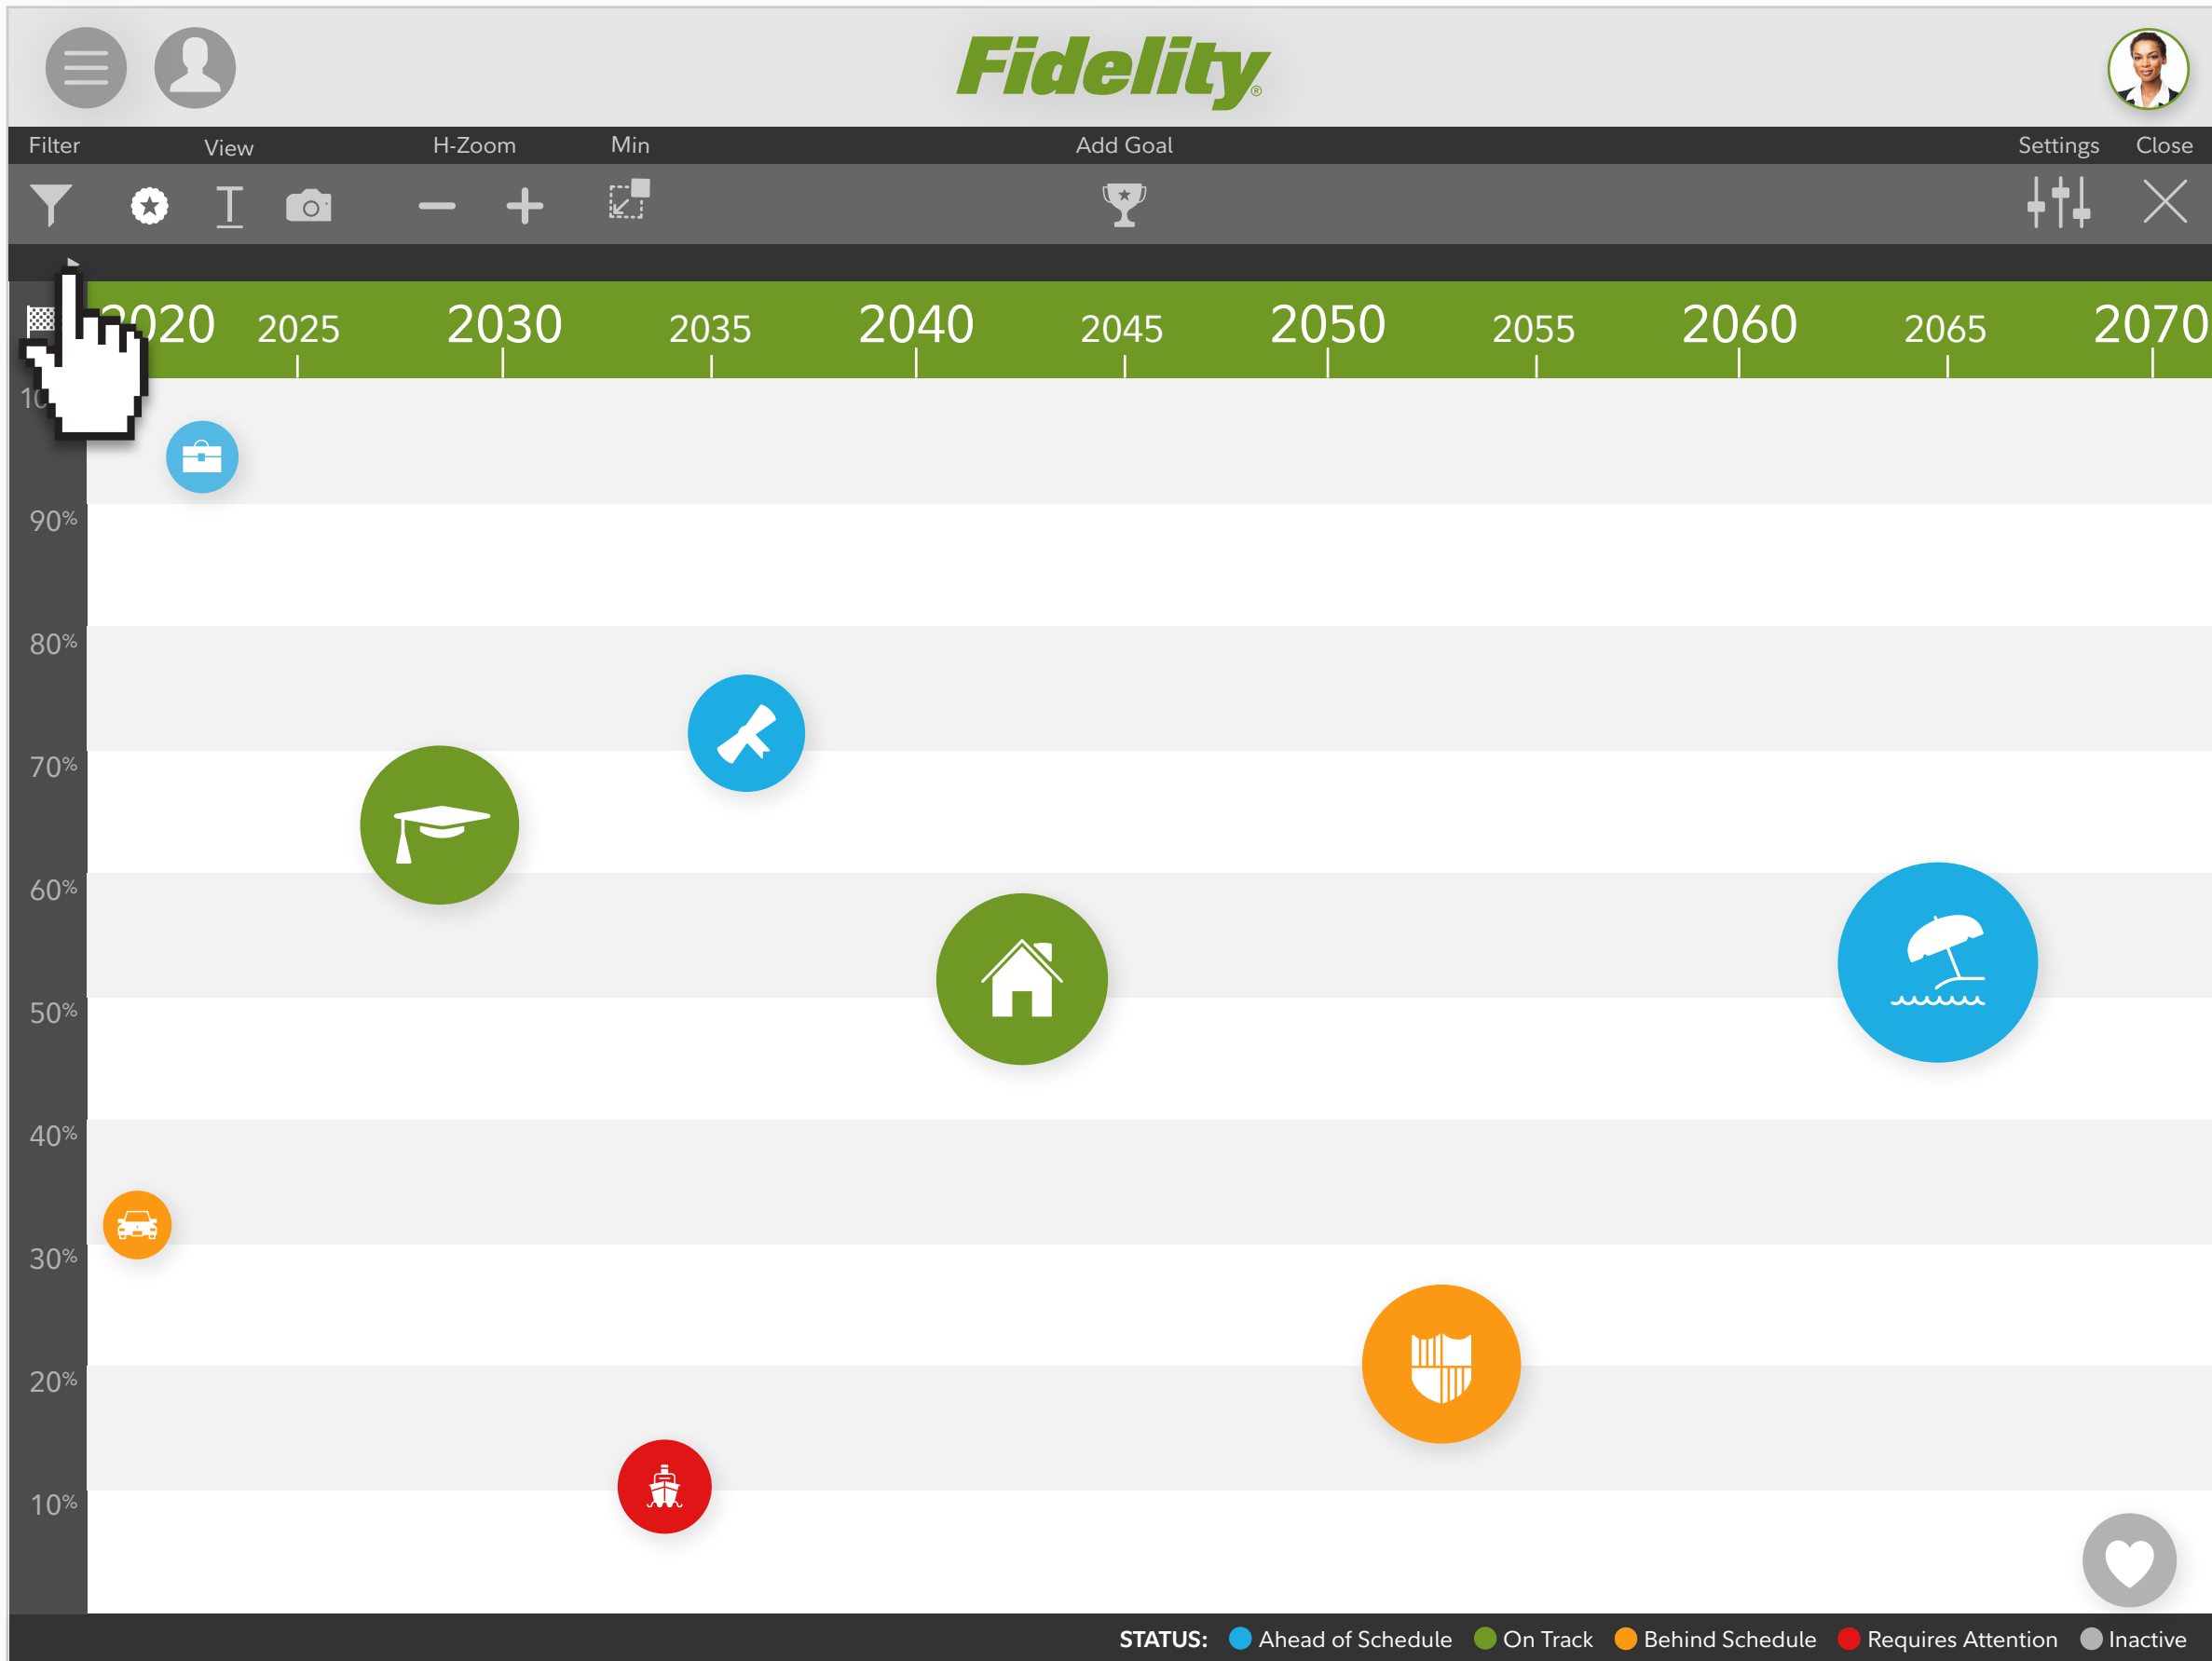 Fidelity®
Filter View H-Zoom Min Add Goal Settings Close
2025 2030 2035 2040 2045 2050 2055 2060 2065 2070
90%
80%
70%
60%
50%
40%
30%
20%
10%
STATUS: Ahead of Schedule On Track Behind Schedule Requires Attention Inactive